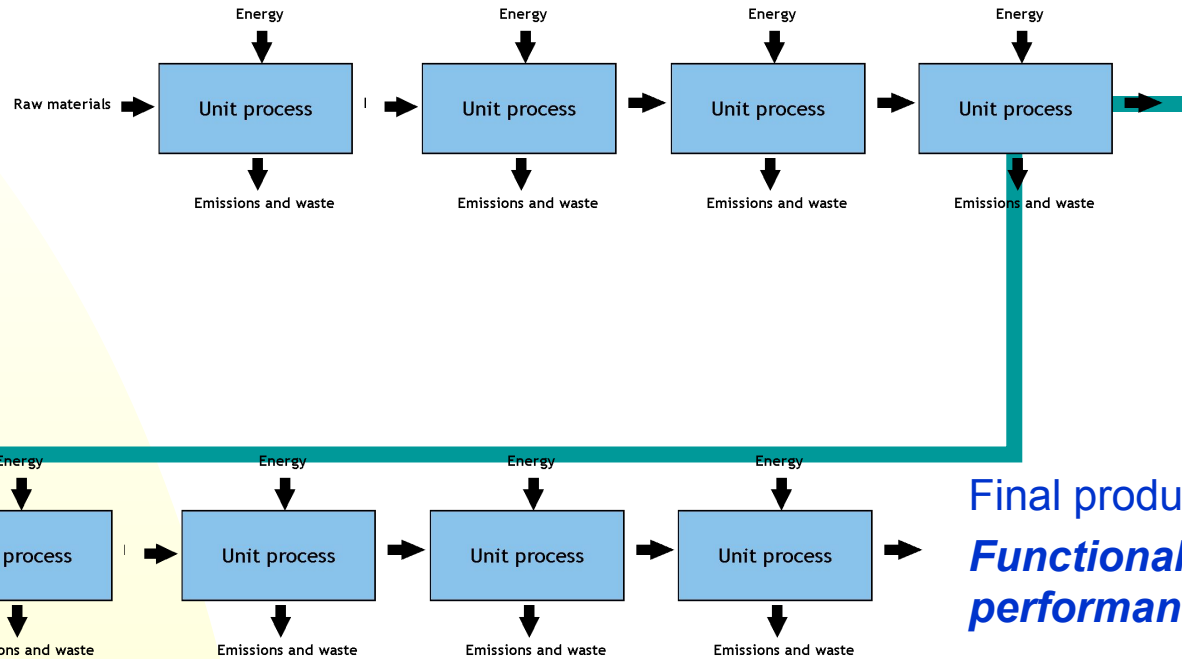 Energy Energy Energy Energy
Raw materials Unit process Unit process Unit process Unit process
Emissions and waste Emissions and waste Emissions and waste Emissions and waste
Energy Energy Energy Energy
Final produ
process Unit process Unit process Unit process
Functional
performan
ons and waste Emissions and waste Emissions and waste Emissions and waste